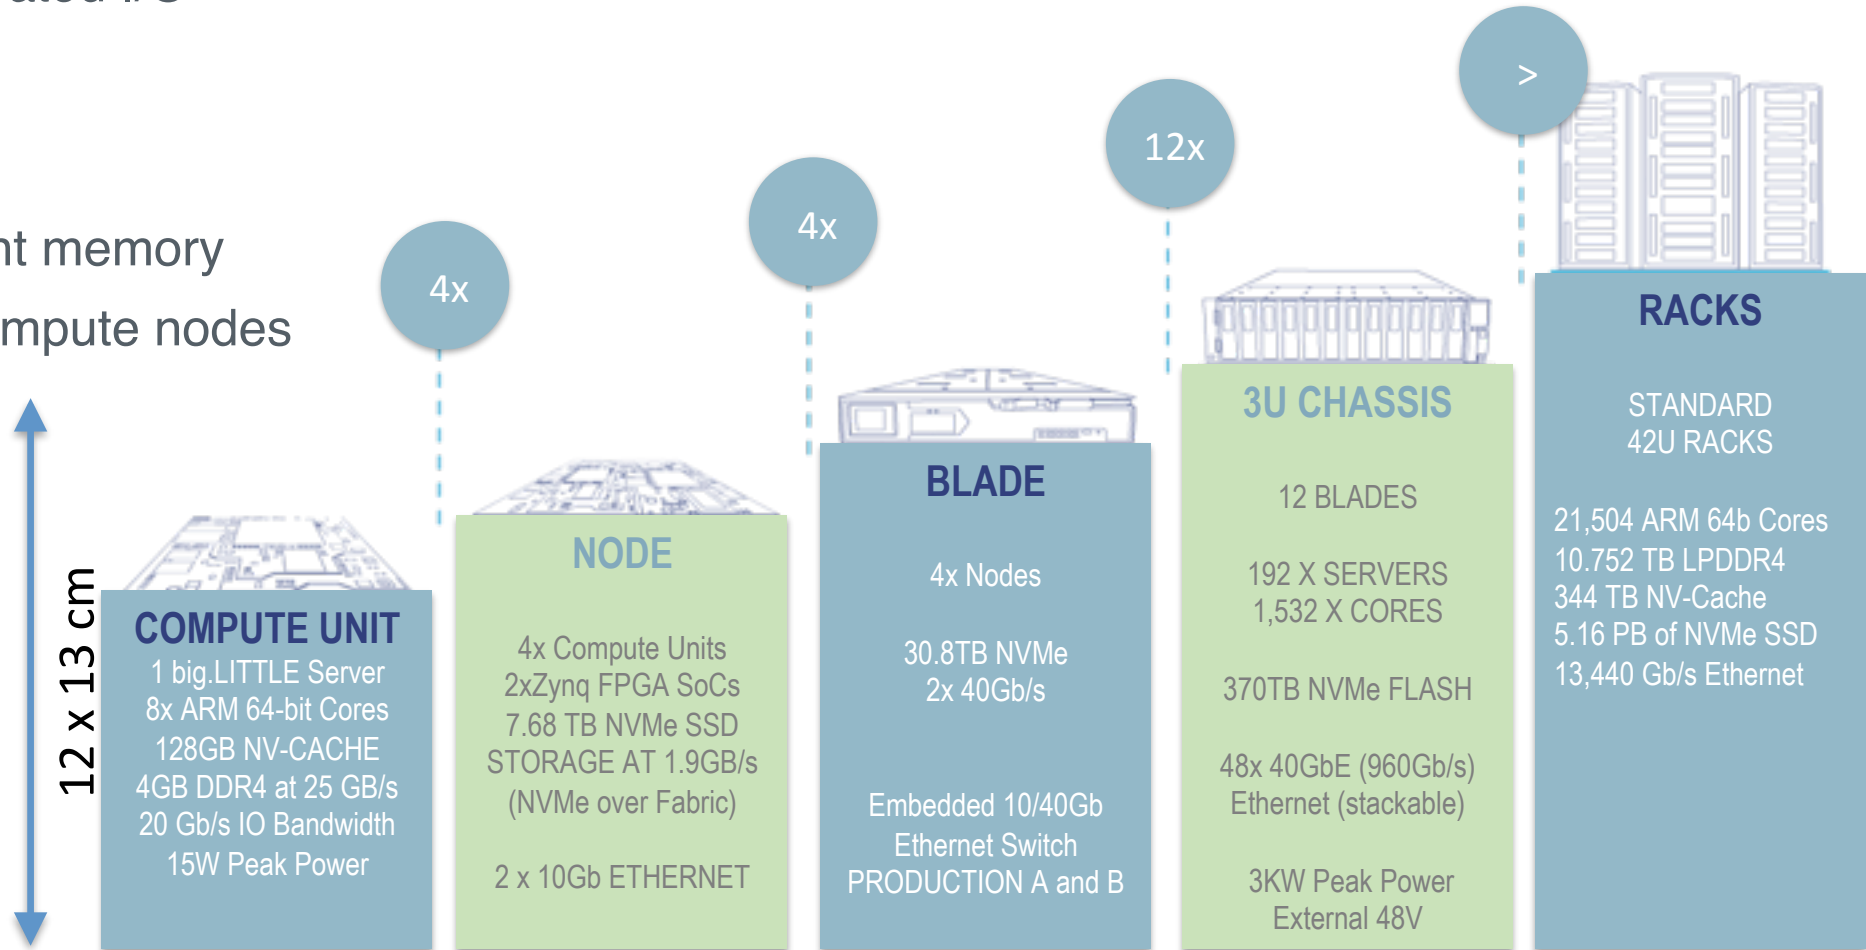 nt memory
mpute nodes
12 x 13 cm
4x
4x
12x
>
COMPUTE UNIT
1 big.LITTLE Server
8x ARM 64-bit Cores
128GB NV-CACHE
4GB DDR4 at 25 GB/s
20 Gb/s IO Bandwidth
15W Peak Power
NODE
4x Compute Units
2xZynq FPGA SoCs
7.68 TB NVMe SSD
STORAGE AT 1.9GB/s
(NVMe over Fabric)
2 x 10Gb ETHERNET
BLADE
4x Nodes
30.8TB NVMe
2x 40Gb/s
Embedded 10/40Gb
Ethernet Switch
PRODUCTION A and B
3U CHASSIS
12 BLADES
192 X SERVERS
1,532 X CORES
370TB NVMe FLASH
48x 40GbE (960Gb/s)
Ethernet (stackable)
3KW Peak Power
External 48V
RACKS
STANDARD
42U RACKS
21,504 ARM 64b Cores
10.752 TB LPDDR4
344 TB NV-Cache
5.16 PB of NVMe SSD
13,440 Gb/s Ethernet